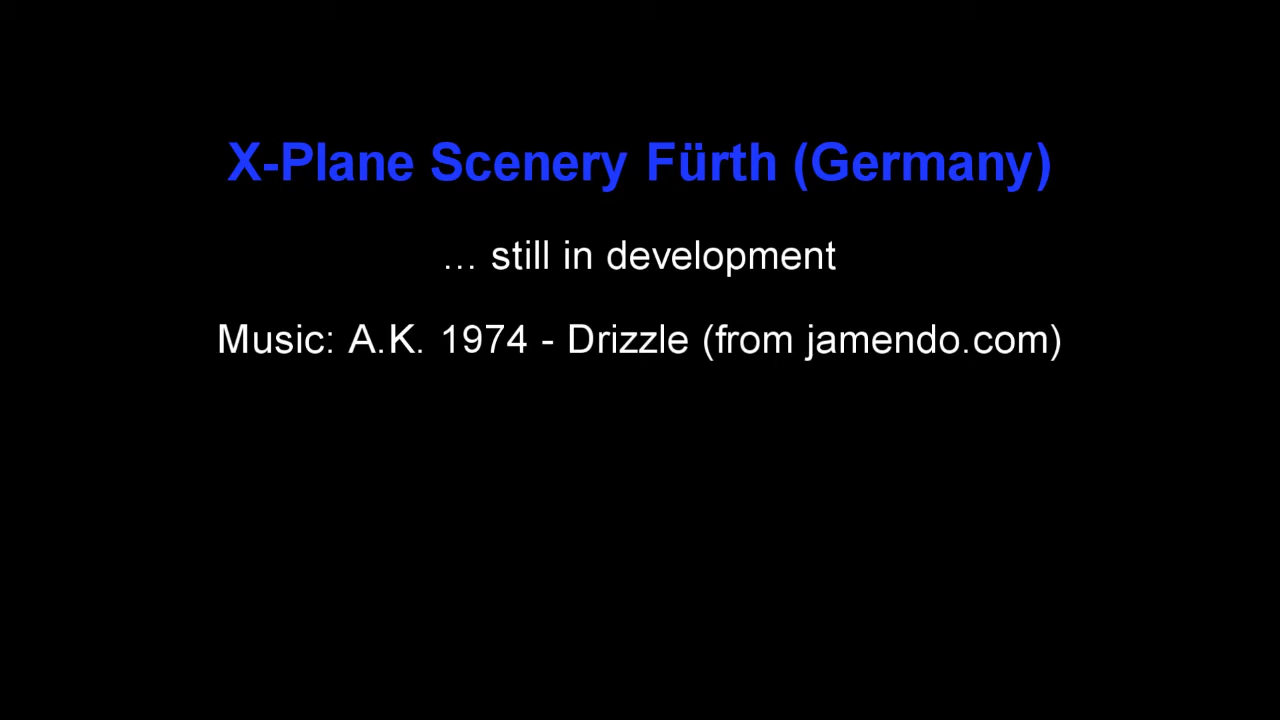 X-Plane Scenery Fürth (Germany)
... still in development
Music: A.K. 1974 - Drizzle (from jamendo.com)